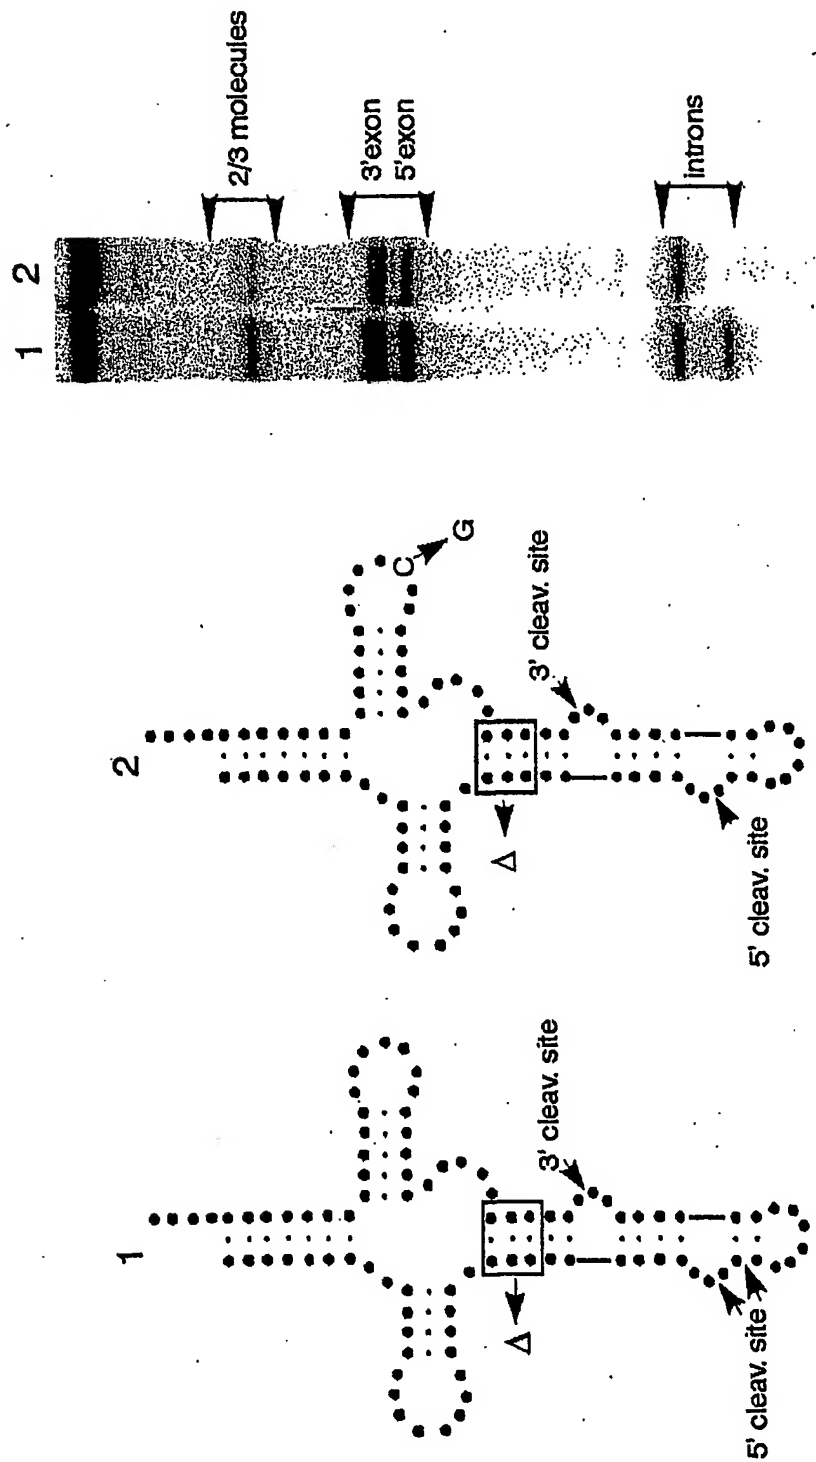 1 2
2/3 molecules
3'exon
5'exon
introns
2
C
G
3' cleav. site
Δ
5' cleav. site
1
3' cleav. site
Δ
5' cleav. site